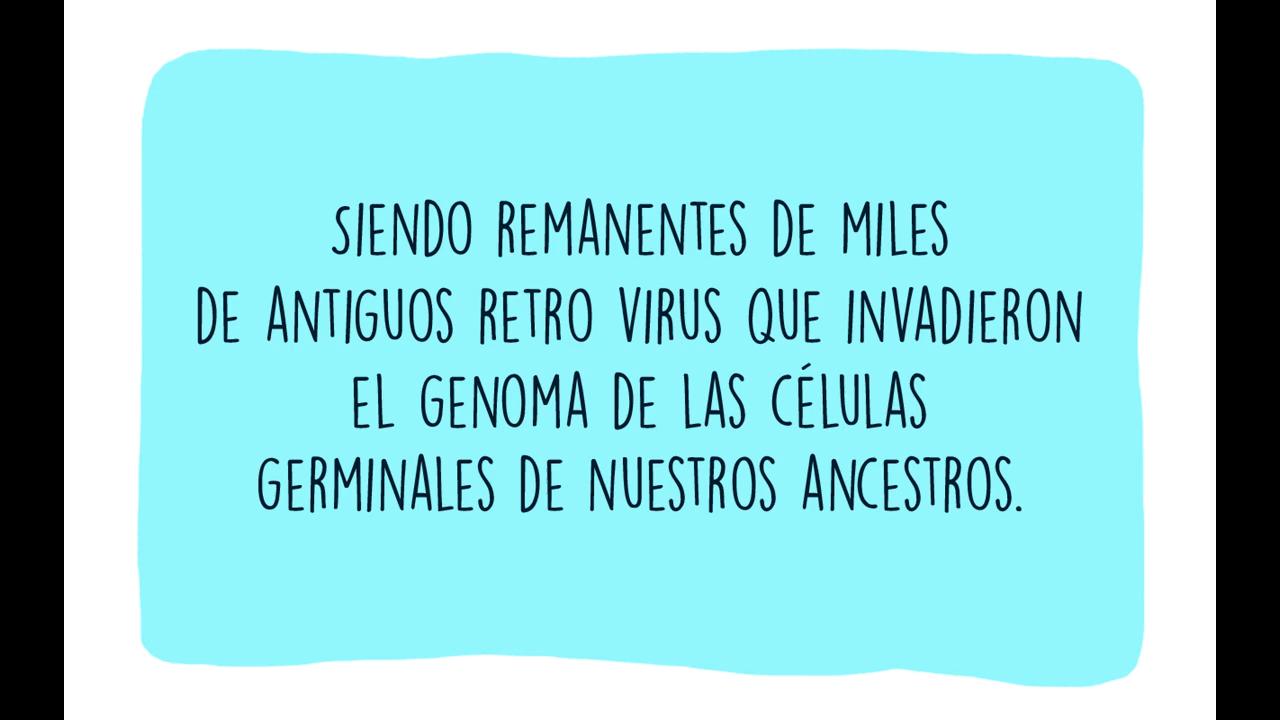 SIENDO REMANENTES DE MILES
DE ANTIGUOS RETRO VIRUS QUE INVADIERON
EL GENOMA DE LAS CÉLULAS
GERMINALES DE NUESTROS ANCESTROS.